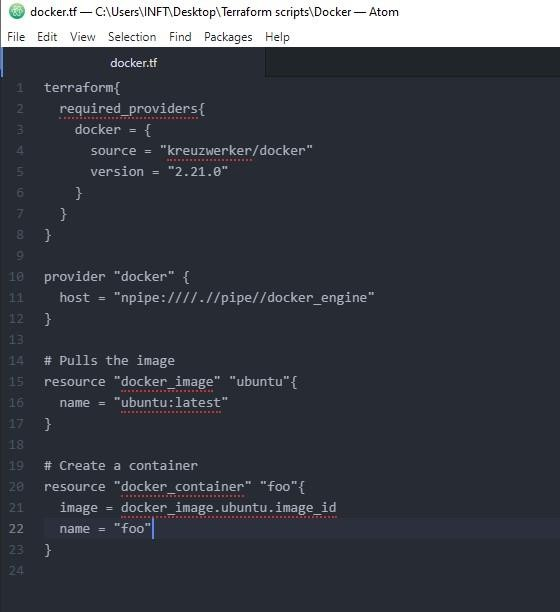 docker.tf — C:\Users\INFT\Desktop\Terraform scripts\Docker — Atom
File Edit View Selection Find Packages Help
docker.tf
1 terraform{
2   required_providers{
3     docker = {
4       source = "kreuzwerker/docker"
5       version = "2.21.0"
6     }
7   }
8 }
9
10 provider "docker" {
11   host = "npipe:////.//pipe//docker_engine"
12 }
13
14 # Pulls the image
15 resource "docker_image" "ubuntu"{
16   name = "ubuntu:latest"
17 }
18
19 # Create a container
20 resource "docker_container" "foo"{
21   image = docker_image.ubuntu.image_id
22   name = "foo"
23 }
24